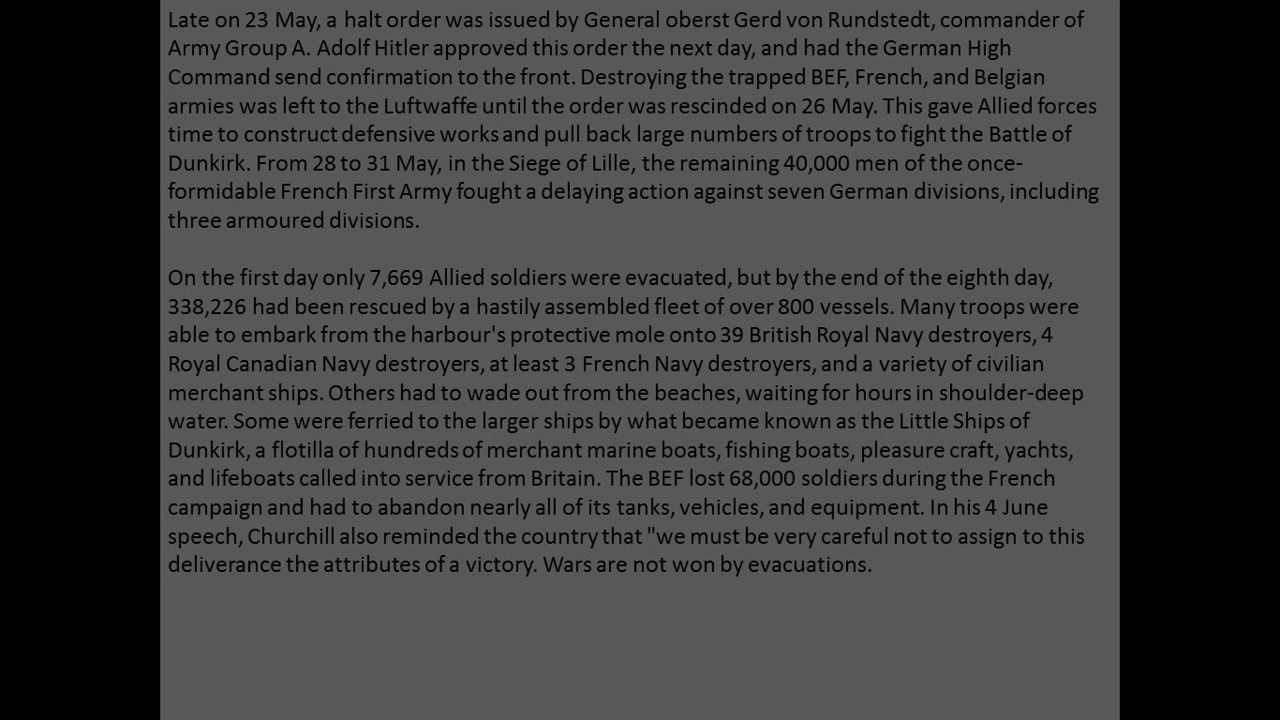 Late on 23 May, a halt order was issued by General oberst Gerd von Rundstedt, commander of
Army Group A. Adolf Hitler approved this order the next day, and had the German High
Command send confirmation to the front. Destroying the trapped BEF, French, and Belgian
armies was left to the Luftwaffe until the order was rescinded on 26 May. This gave Allied forces
time to construct defensive works and pull back large numbers of troops to fight the Battle of
Dunkirk. From 28 to 31 May, in the Siege of Lille, the remaining 40,000 men of the once-
formidable French First Army fought a delaying action against seven German divisions, including
three armoured divisions.
On the first day only 7,669 Allied soldiers were evacuated, but by the end of the eighth day,
338,226 had been rescued by a hastily assembled fleet of over 800 vessels. Many troops were
able to embark from the harbour's protective mole onto 39 British Royal Navy destroyers, 4
Royal Canadian Navy destroyers, at least 3 French Navy destroyers, and a variety of civilian
merchant ships. Others had to wade out from the beaches, waiting for hours in shoulder-deep
water. Some were ferried to the larger ships by what became known as the Little Ships of
Dunkirk, a flotilla of hundreds of merchant marine boats, fishing boats, pleasure craft, yachts,
and lifeboats called into service from Britain. The BEF lost 68,000 soldiers during the French
campaign and had to abandon nearly all of its tanks, vehicles, and equipment. In his 4 June
speech, Churchill also reminded the country that "we must be very careful not to assign to this
deliverance the attributes of a victory. Wars are not won by evacuations.